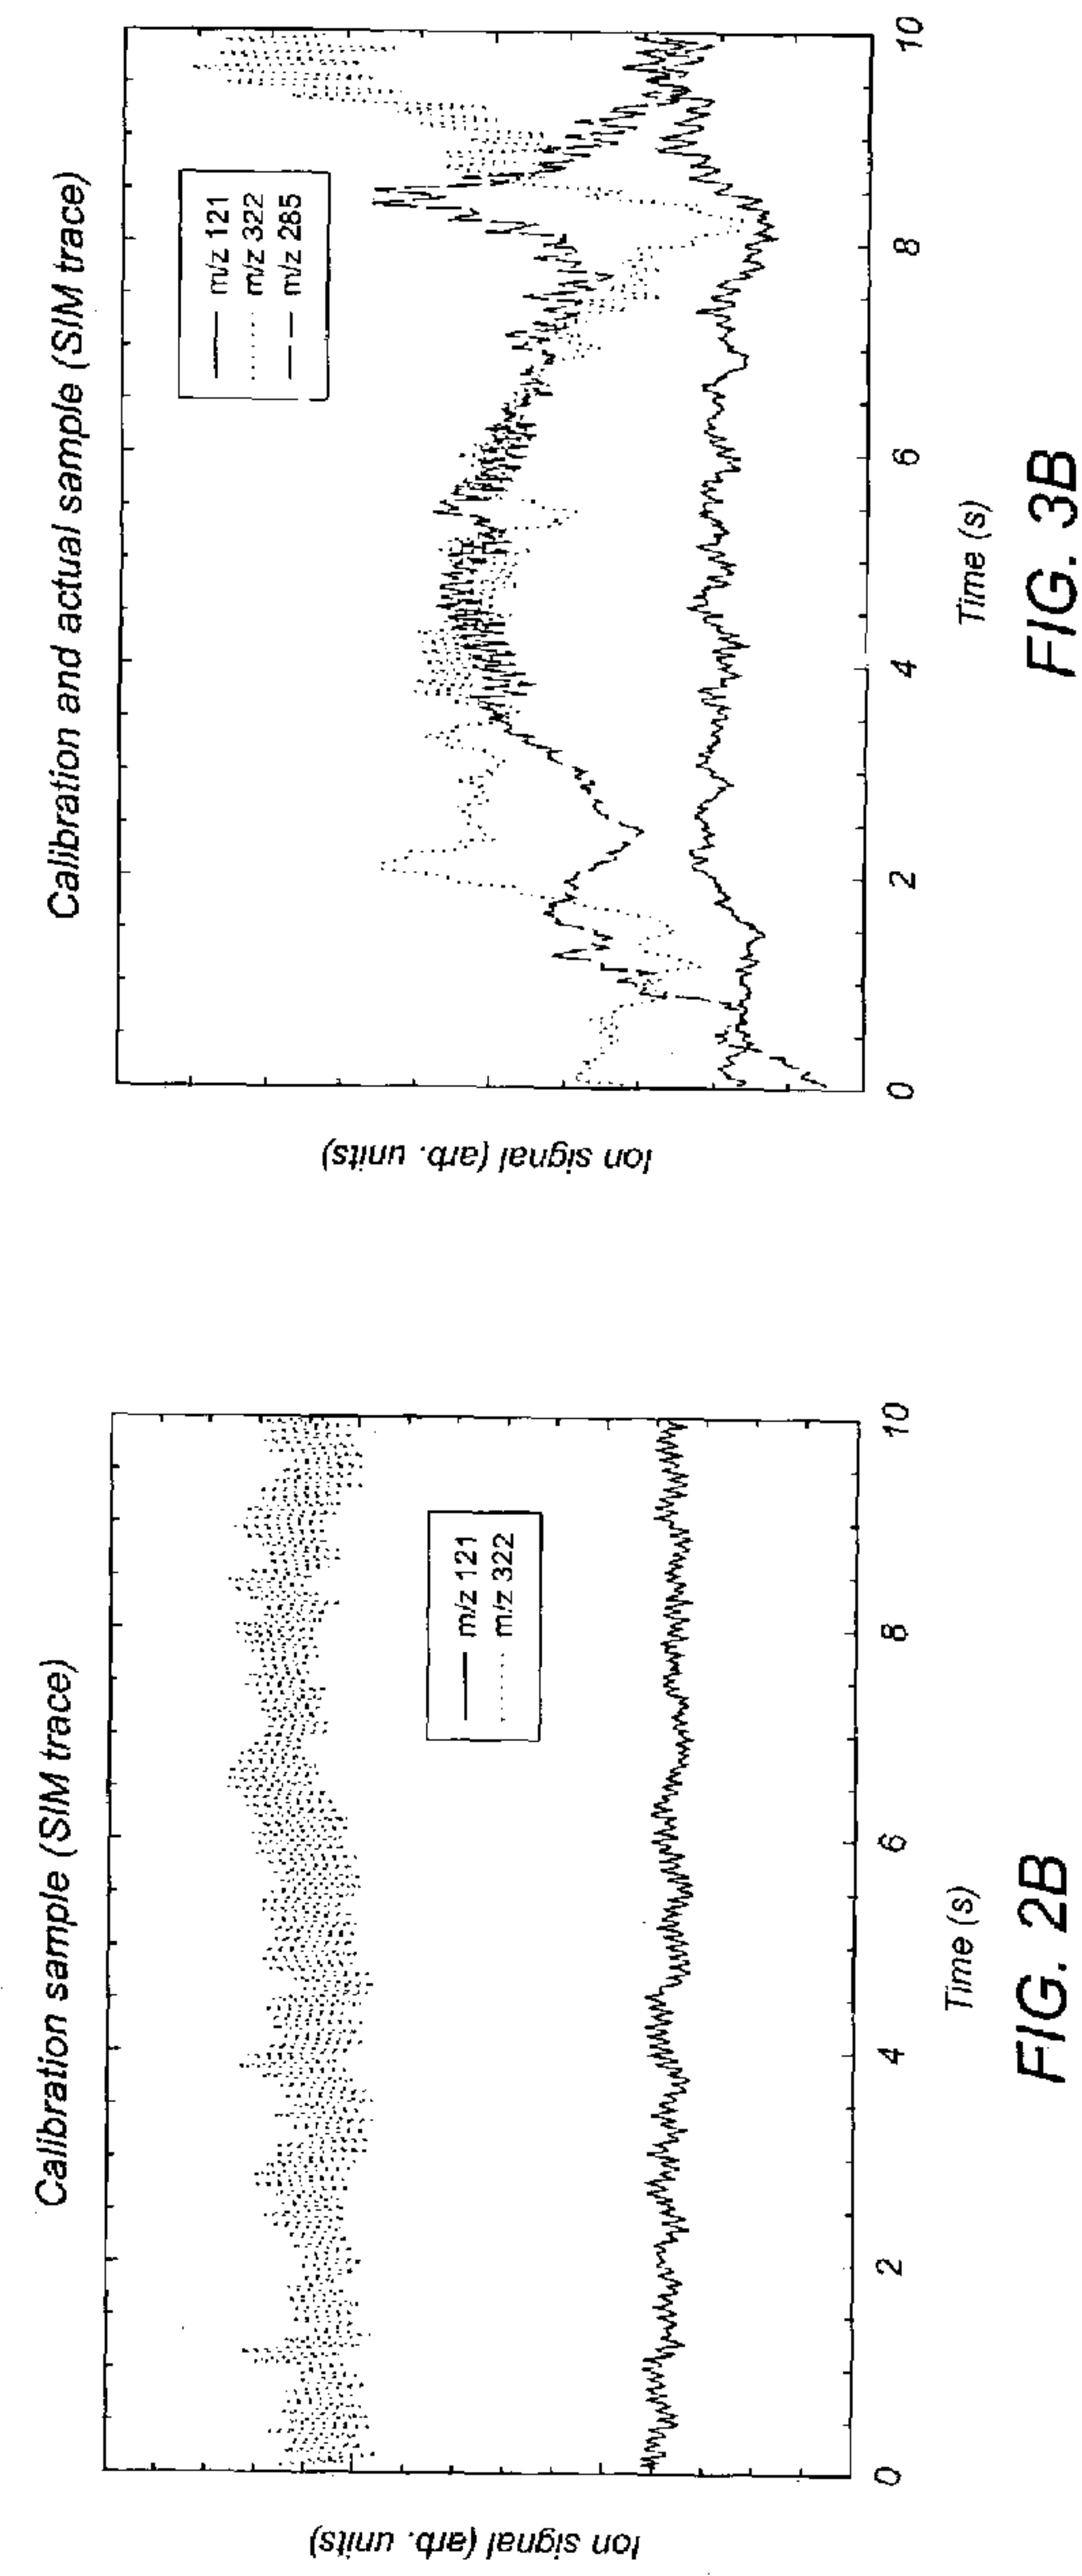 Calibration sample (SIM trace)
Ion signal (arb. units)
m/z 121
m/z 322
0 2 4 6 8 10
Time (s)
FIG. 2B
Calibration and actual sample (SIM trace)
Ion signal (arb. units)
m/z 121
m/z 322
m/z 285
0 2 4 6 8 10
Time (s)
FIG. 3B